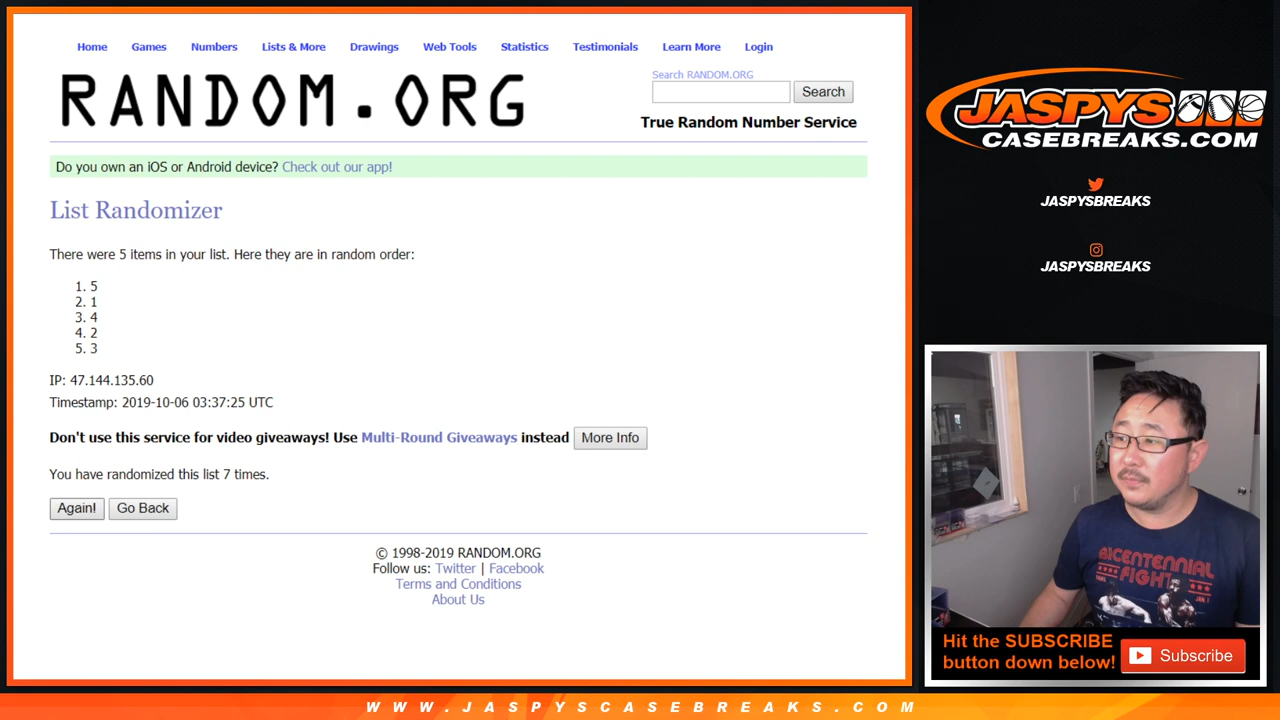 Home Games Numbers Lists & More Drawings Web Tools Statistics Testimonials Learn More Login
RANDOM.ORG
Search RANDOM.ORG
Search
True Random Number Service
Do you own an iOS or Android device? Check out our app!
List Randomizer
There were 5 items in your list. Here they are in random order:
1. 5
2. 1
3. 4
4. 2
5. 3
IP: 47.144.135.60
Timestamp: 2019-10-06 03:37:25 UTC
Don't use this service for video giveaways! Use Multi-Round Giveaways instead More Info
You have randomized this list 7 times.
Again! Go Back
© 1998-2019 RANDOM.ORG
Follow us: Twitter | Facebook
Terms and Conditions
About Us
JASPYS
CASEBREAKS.COM
JASPYSBREAKS
JASPYSBREAKS
BICENTENNIAL
FIGHT
JAN 1
Hit the SUBSCRIBE
button down below!
Subscribe
WWW.JASPYSCASEBREAKS.COM